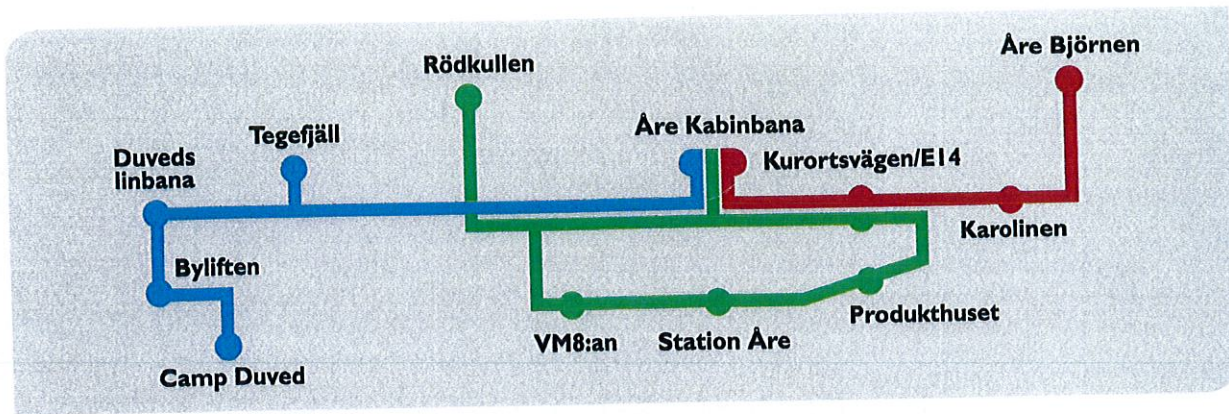 Åre Björnen
Rödkullen
Åre Kabinbana
Tegefjäll
Duveds
linbana
Kurortsvägen/E14
Karolinen
Byliften
Produkthuset
VM8:an
Station Åre
Camp Duved